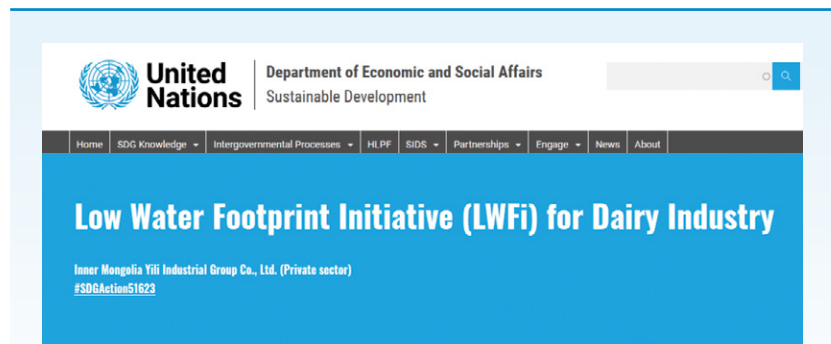 United
Nations
Department of Economic and Social Affairs
Sustainable Development
Home SDG Knowledge Intergovernmental Processes HLPF SIDS Partnerships Engage News About
Low Water Footprint Initiative (LWFi) for Dairy Industry
Inner Mongolia Yili Industrial Group Co., Ltd. (Private sector)
#SDGAction51623